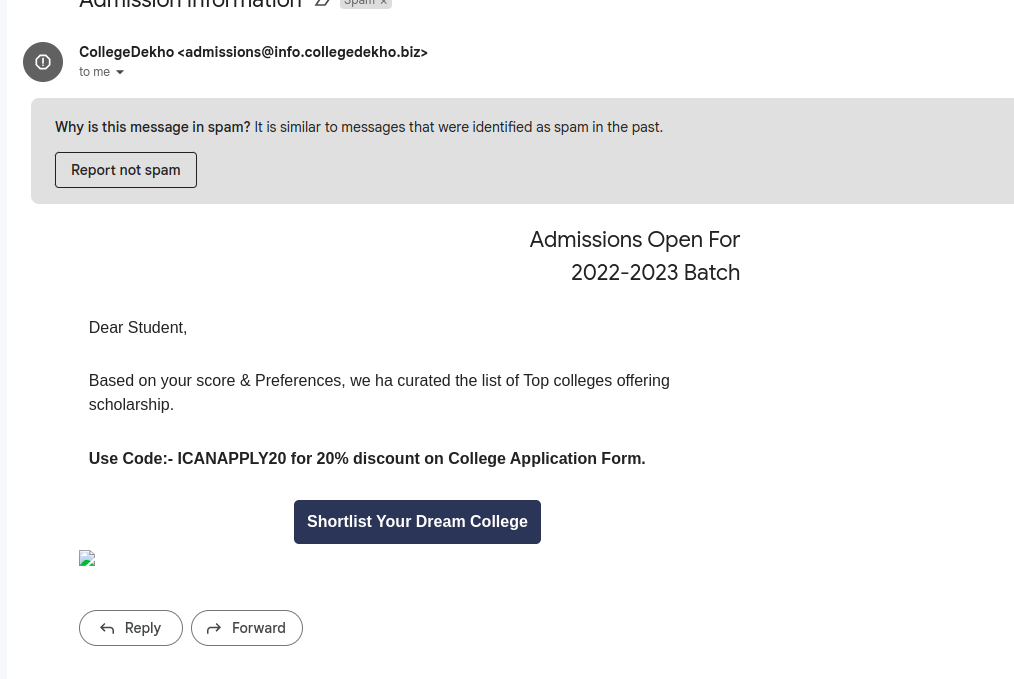 Admission Information
Spam x
CollegeDekho <admissions@info.collegedekho.biz>
to me
Why is this message in spam? It is similar to messages that were identified as spam in the past.
Report not spam
Admissions Open For
2022-2023 Batch
Dear Student,
Based on your score & Preferences, we ha curated the list of Top colleges offering
scholarship.
Use Code:- ICANAPPLY20 for 20% discount on College Application Form.
Shortlist Your Dream College
Reply
Forward